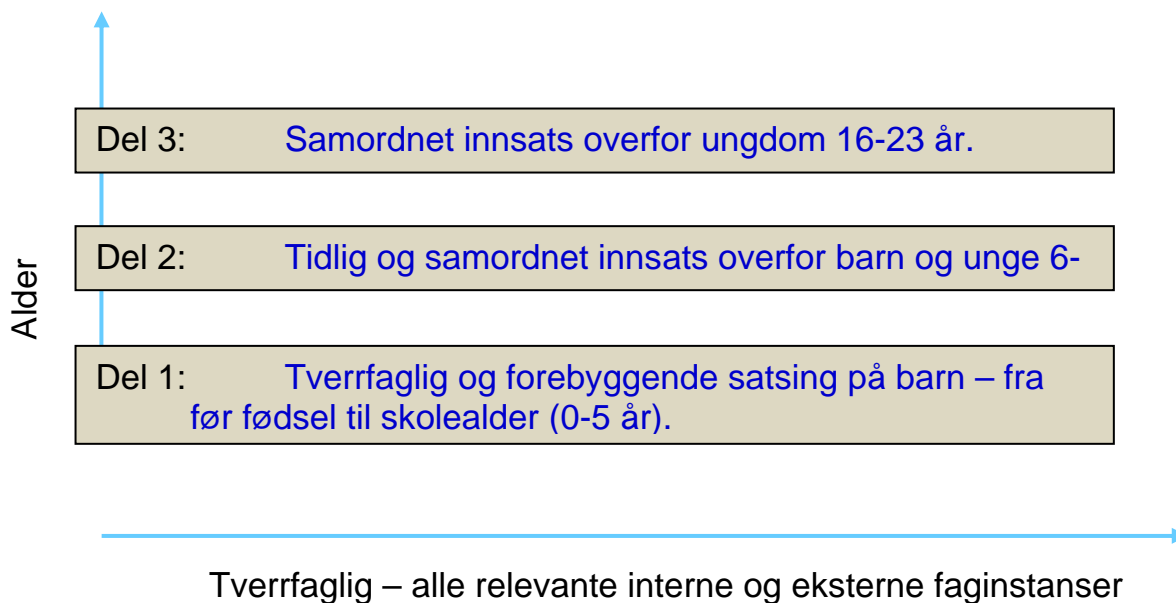 Del 3: Samordnet innsats overfor ungdom 16-23 år.
Del 2: Tidlig og samordnet innsats overfor barn og unge 6-
Alder
Del 1: Tverrfaglig og forebyggende satsing på barn – fra
før fødsel til skolealder (0-5 år).
Tverrfaglig – alle relevante interne og eksterne faginstanser